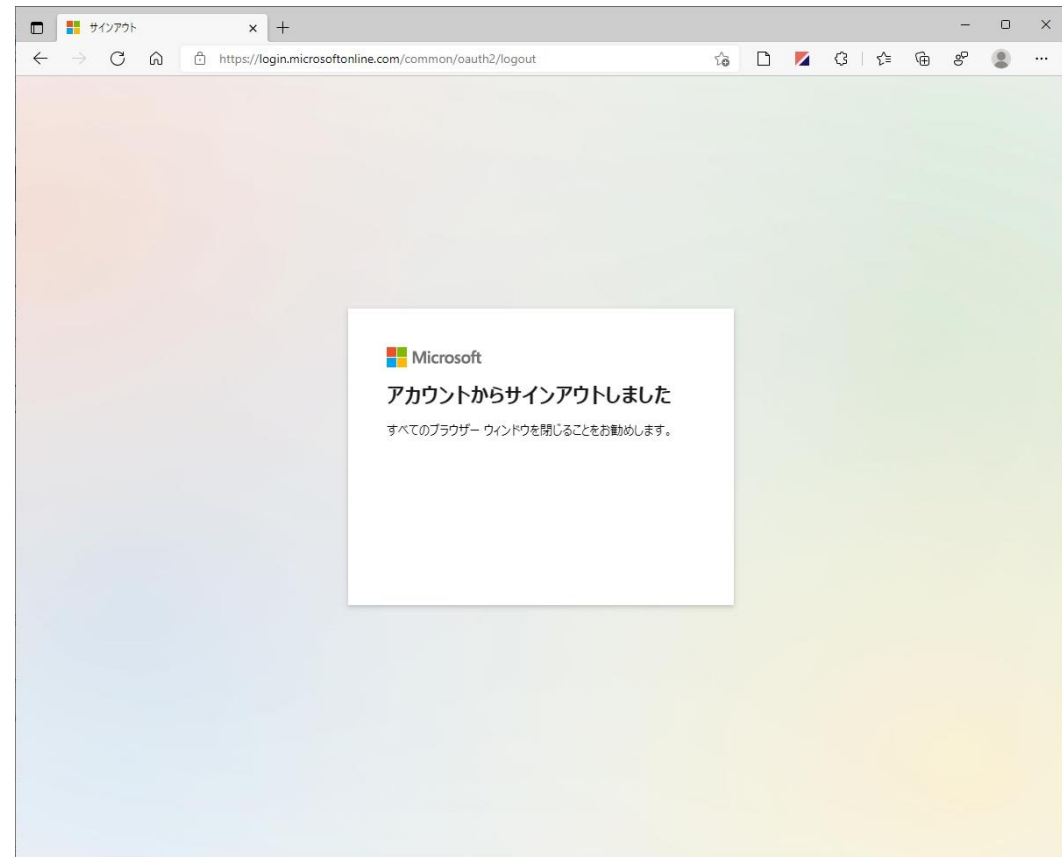 サインアウト
https://login.microsoftonline.com/common/oauth2/logout
Microsoft
アカウントからサインアウトしました
すべてのブラウザー ウィンドウを閉じることをお勧めします。